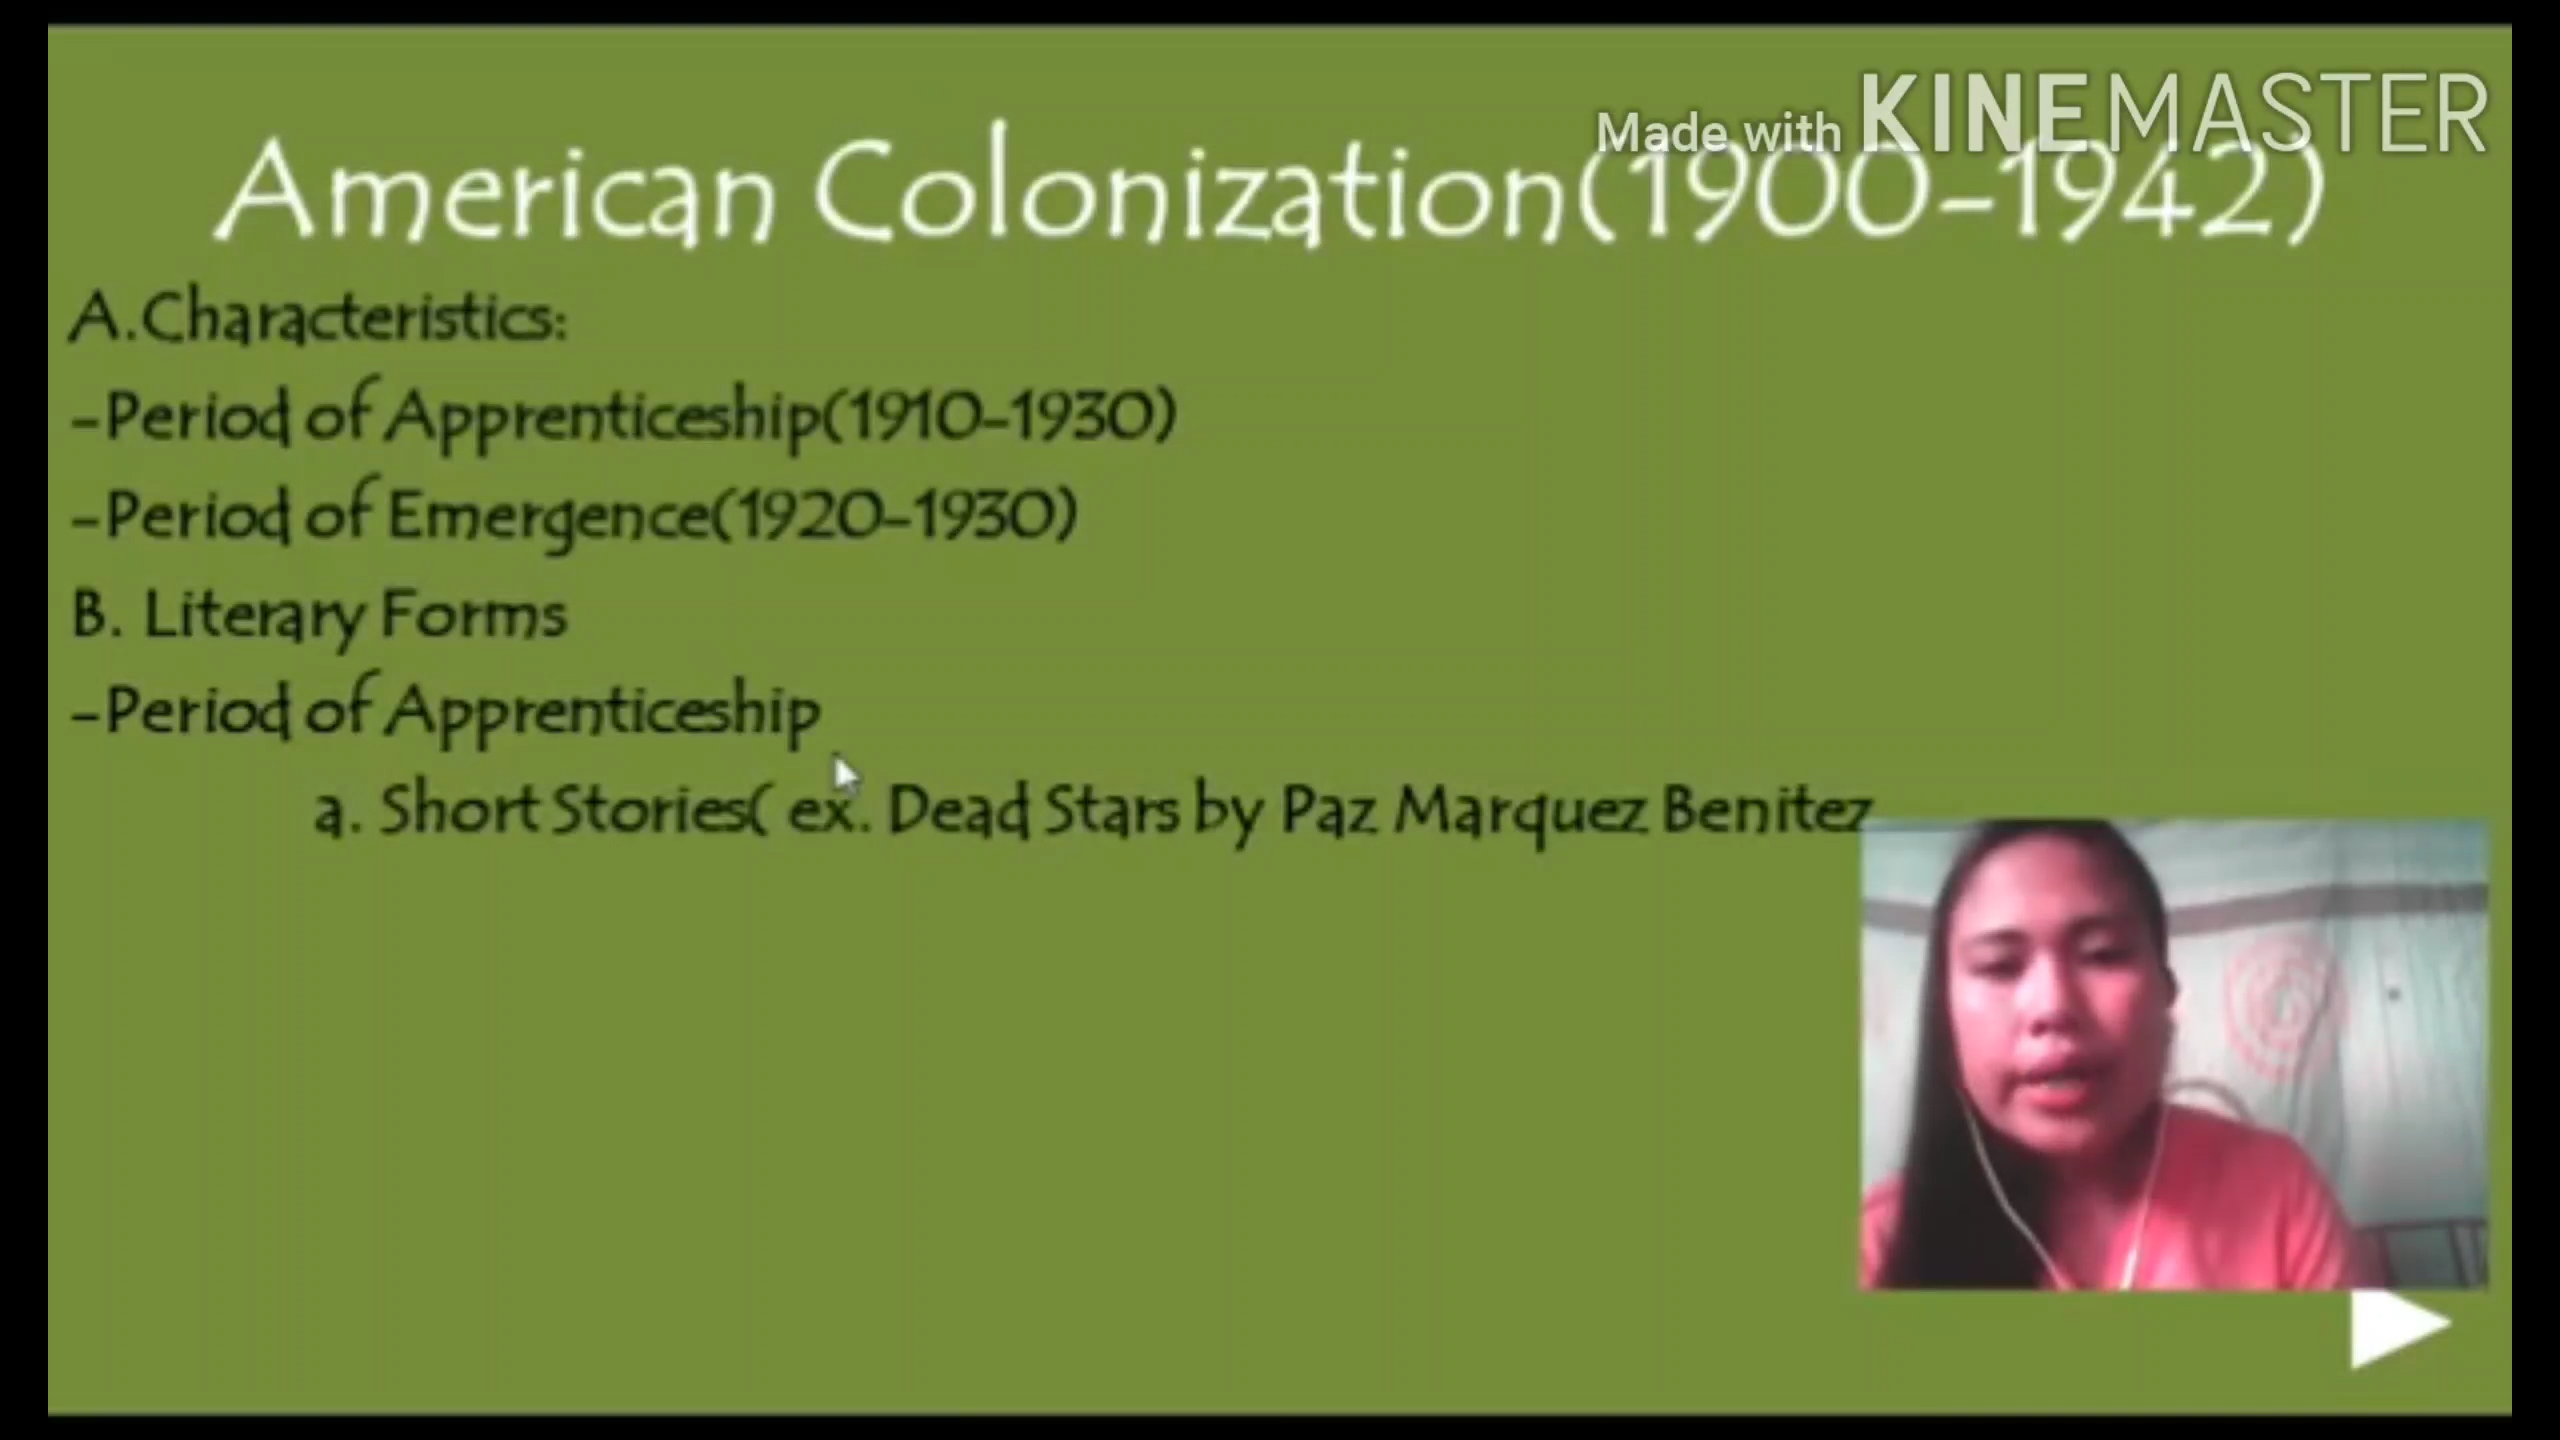 Made with KINEMASTER
American Colonization(1900-1942)
A.Characteristics:
-Period of Apprenticeship(1910-1930)
-Period of Emergence(1920-1930)
B. Literary Forms
-Period of Apprenticeship
a. Short Stories( ex. Dead Stars by Paz Marquez Benitez